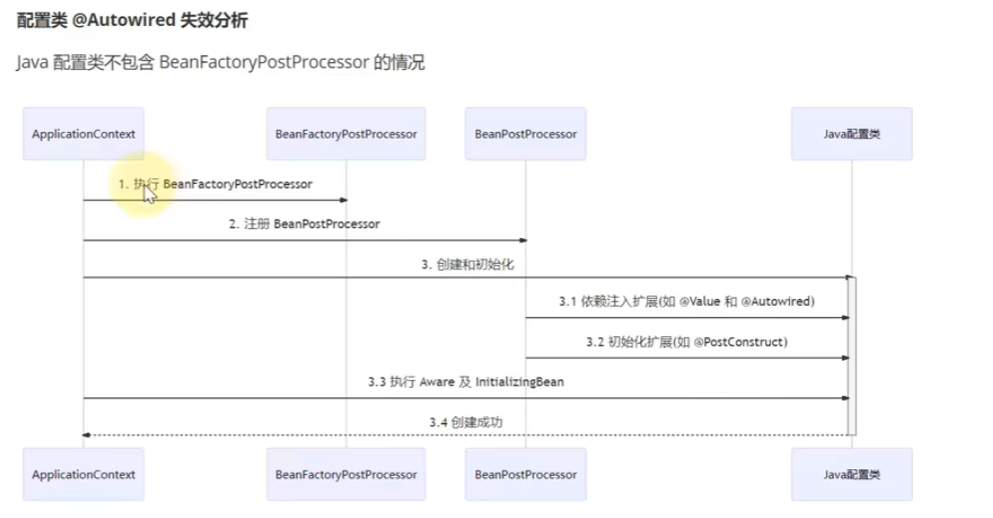 配置类 @Autowired 失效分析
Java 配置类不包含 BeanFactoryPostProcessor 的情况
ApplicationContext
BeanFactoryPostProcessor
BeanPostProcessor
Java配置类
1. 执行 BeanFactoryPostProcessor
2. 注册 BeanPostProcessor
3. 创建和初始化
3.1 依赖注入扩展(如 @Value 和 @Autowired)
3.2 初始化扩展(如 @PostConstruct)
3.3 执行 Aware 及 InitializingBean
3.4 创建成功
ApplicationContext
BeanFactoryPostProcessor
BeanPostProcessor
Java配置类